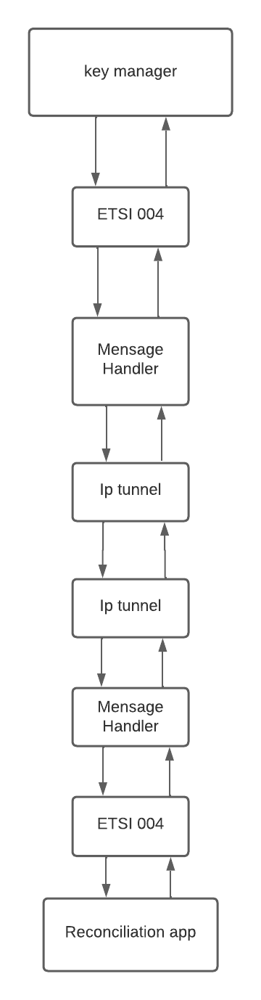 key manager
ETSI 004
Mensage
Handler
Ip tunnel
Ip tunnel
Mensage
Handler
ETSI 004
Reconciliation app